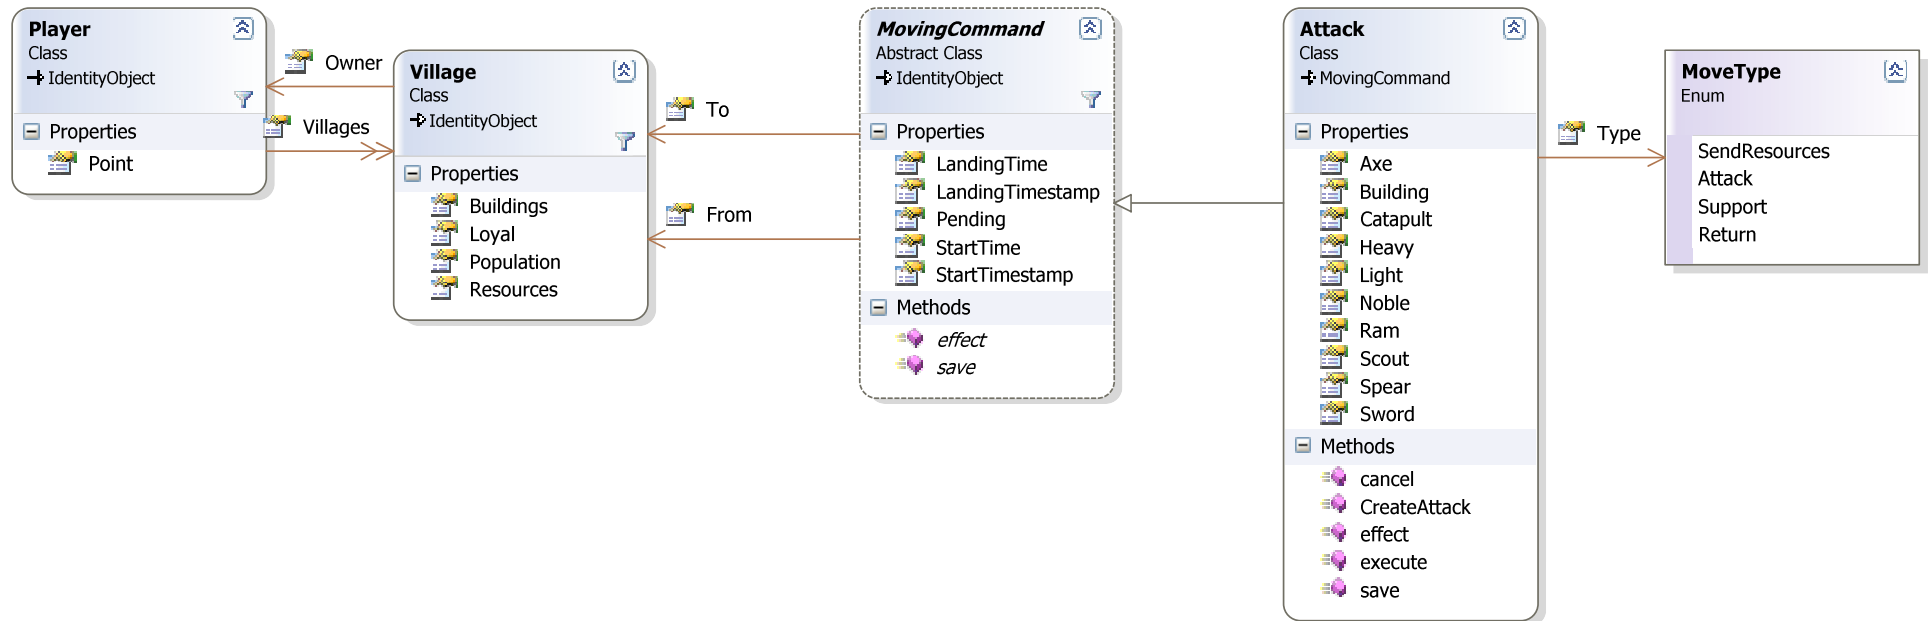 Player
Class
IdentityObject
Properties
Point
Owner
Villages
Village
Class
IdentityObject
Properties
Buildings
Loyal
Population
Resources
To
From
MovingCommand
Abstract Class
IdentityObject
Properties
LandingTime
LandingTimestamp
Pending
StartTime
StartTimestamp
Methods
effect
save
Attack
Class
MovingCommand
Properties
Axe
Building
Catapult
Heavy
Light
Noble
Ram
Scout
Spear
Sword
Methods
cancel
CreateAttack
effect
execute
save
Type
MoveType
Enum
SendResources
Attack
Support
Return